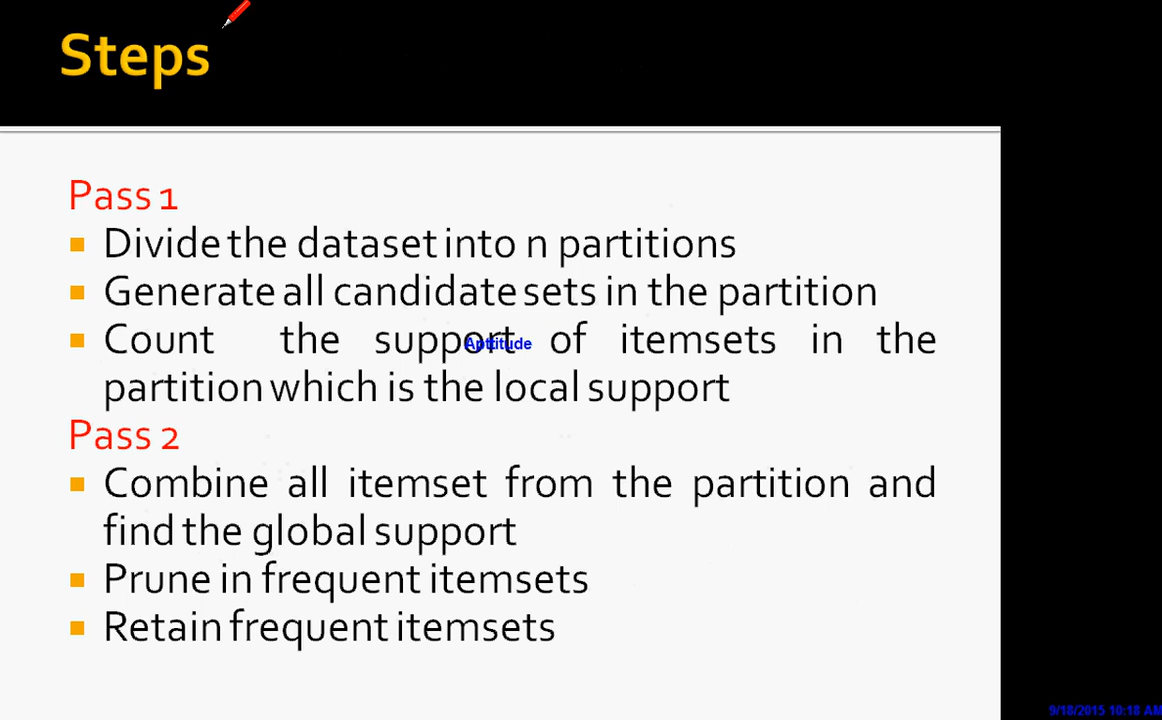 Steps
Pass 1
Divide the dataset into n partitions
Generate all candidate sets in the partition
Count the support of itemsets in the
Apttitude
partition which is the local support
Pass 2
Combine all itemset from the partition and
find the global support
Prune in frequent itemsets
Retain frequent itemsets
9/18/2015 10:18 AM